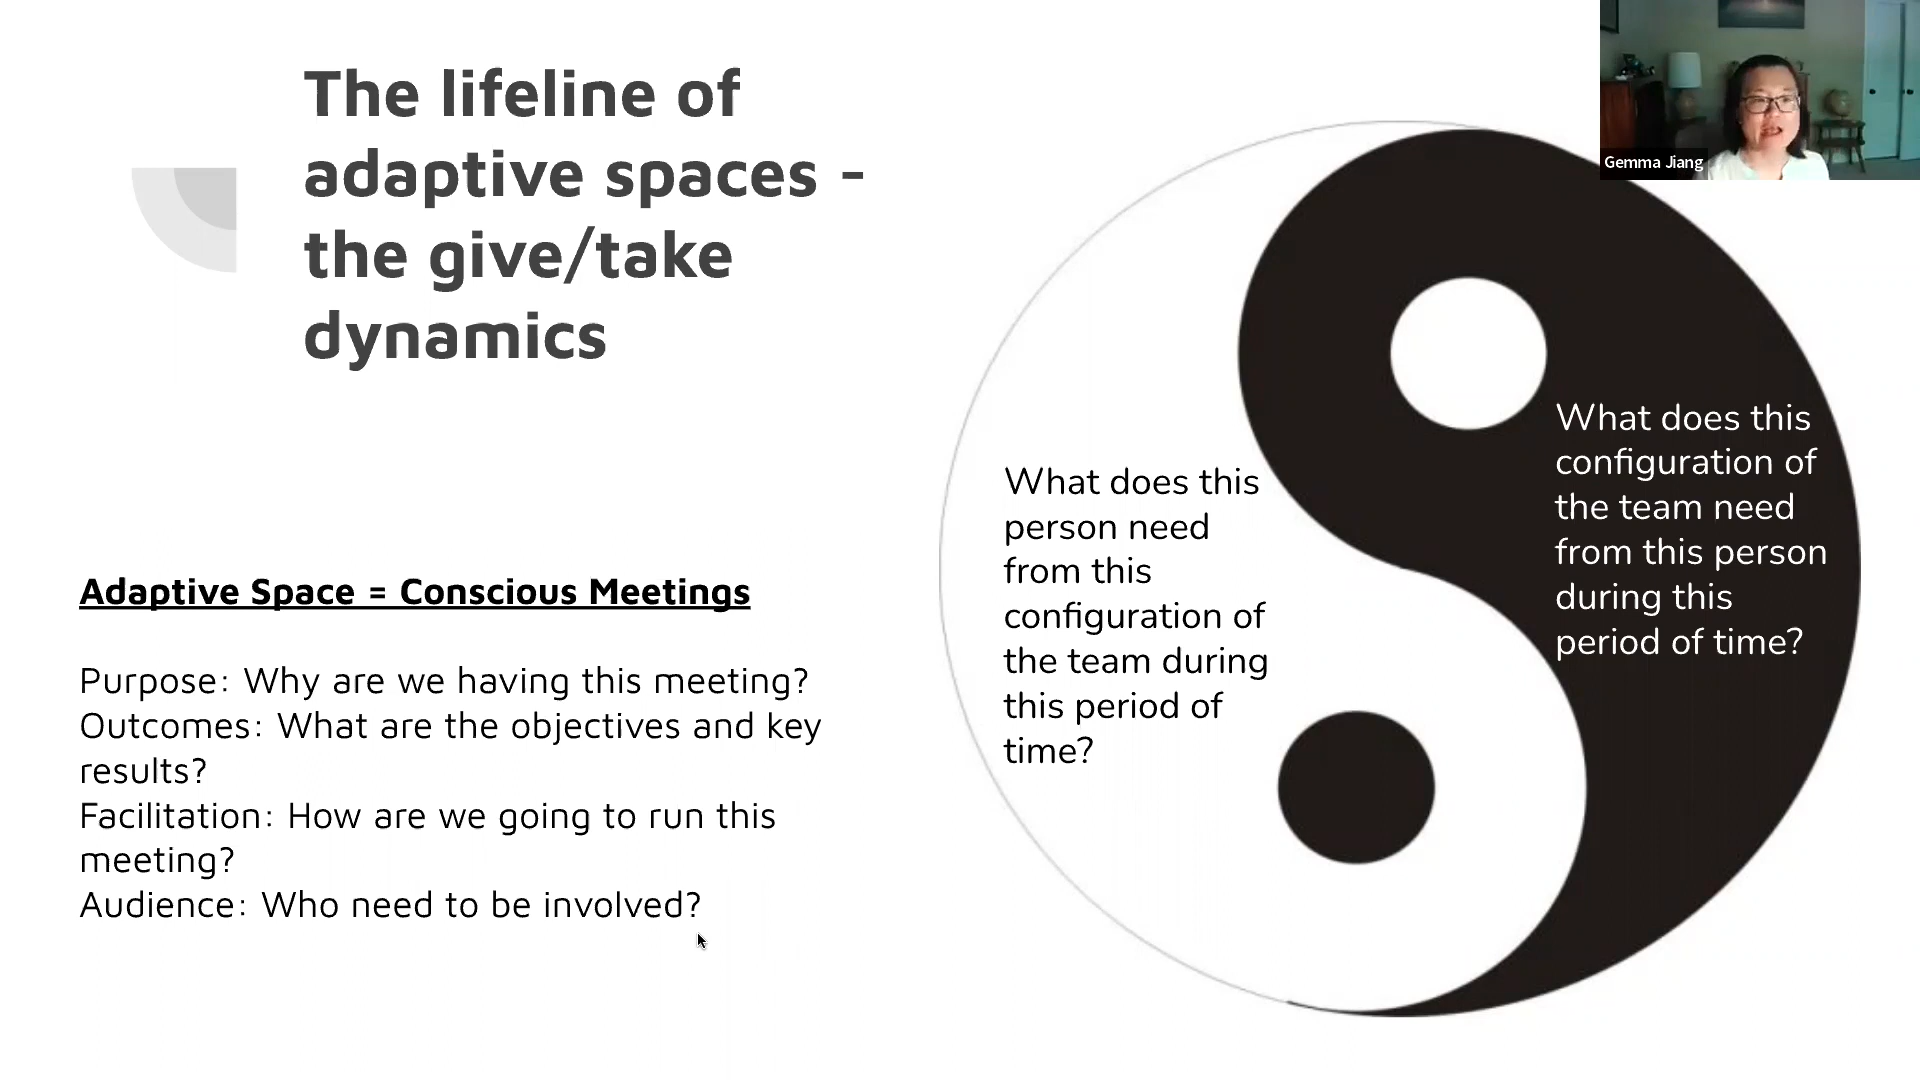 The lifeline of
adaptive spaces -
the give/take
dynamics
Adaptive Space = Conscious Meetings
Purpose: Why are we having this meeting?
Outcomes: What are the objectives and key
results?
Facilitation: How are we going to run this
meeting?
Audience: Who need to be involved?
What does this
person need
from this
configuration of
the team during
this period of
time?
What does this
configuration of
the team need
from this person
during this
period of time?
Gemma Jiang